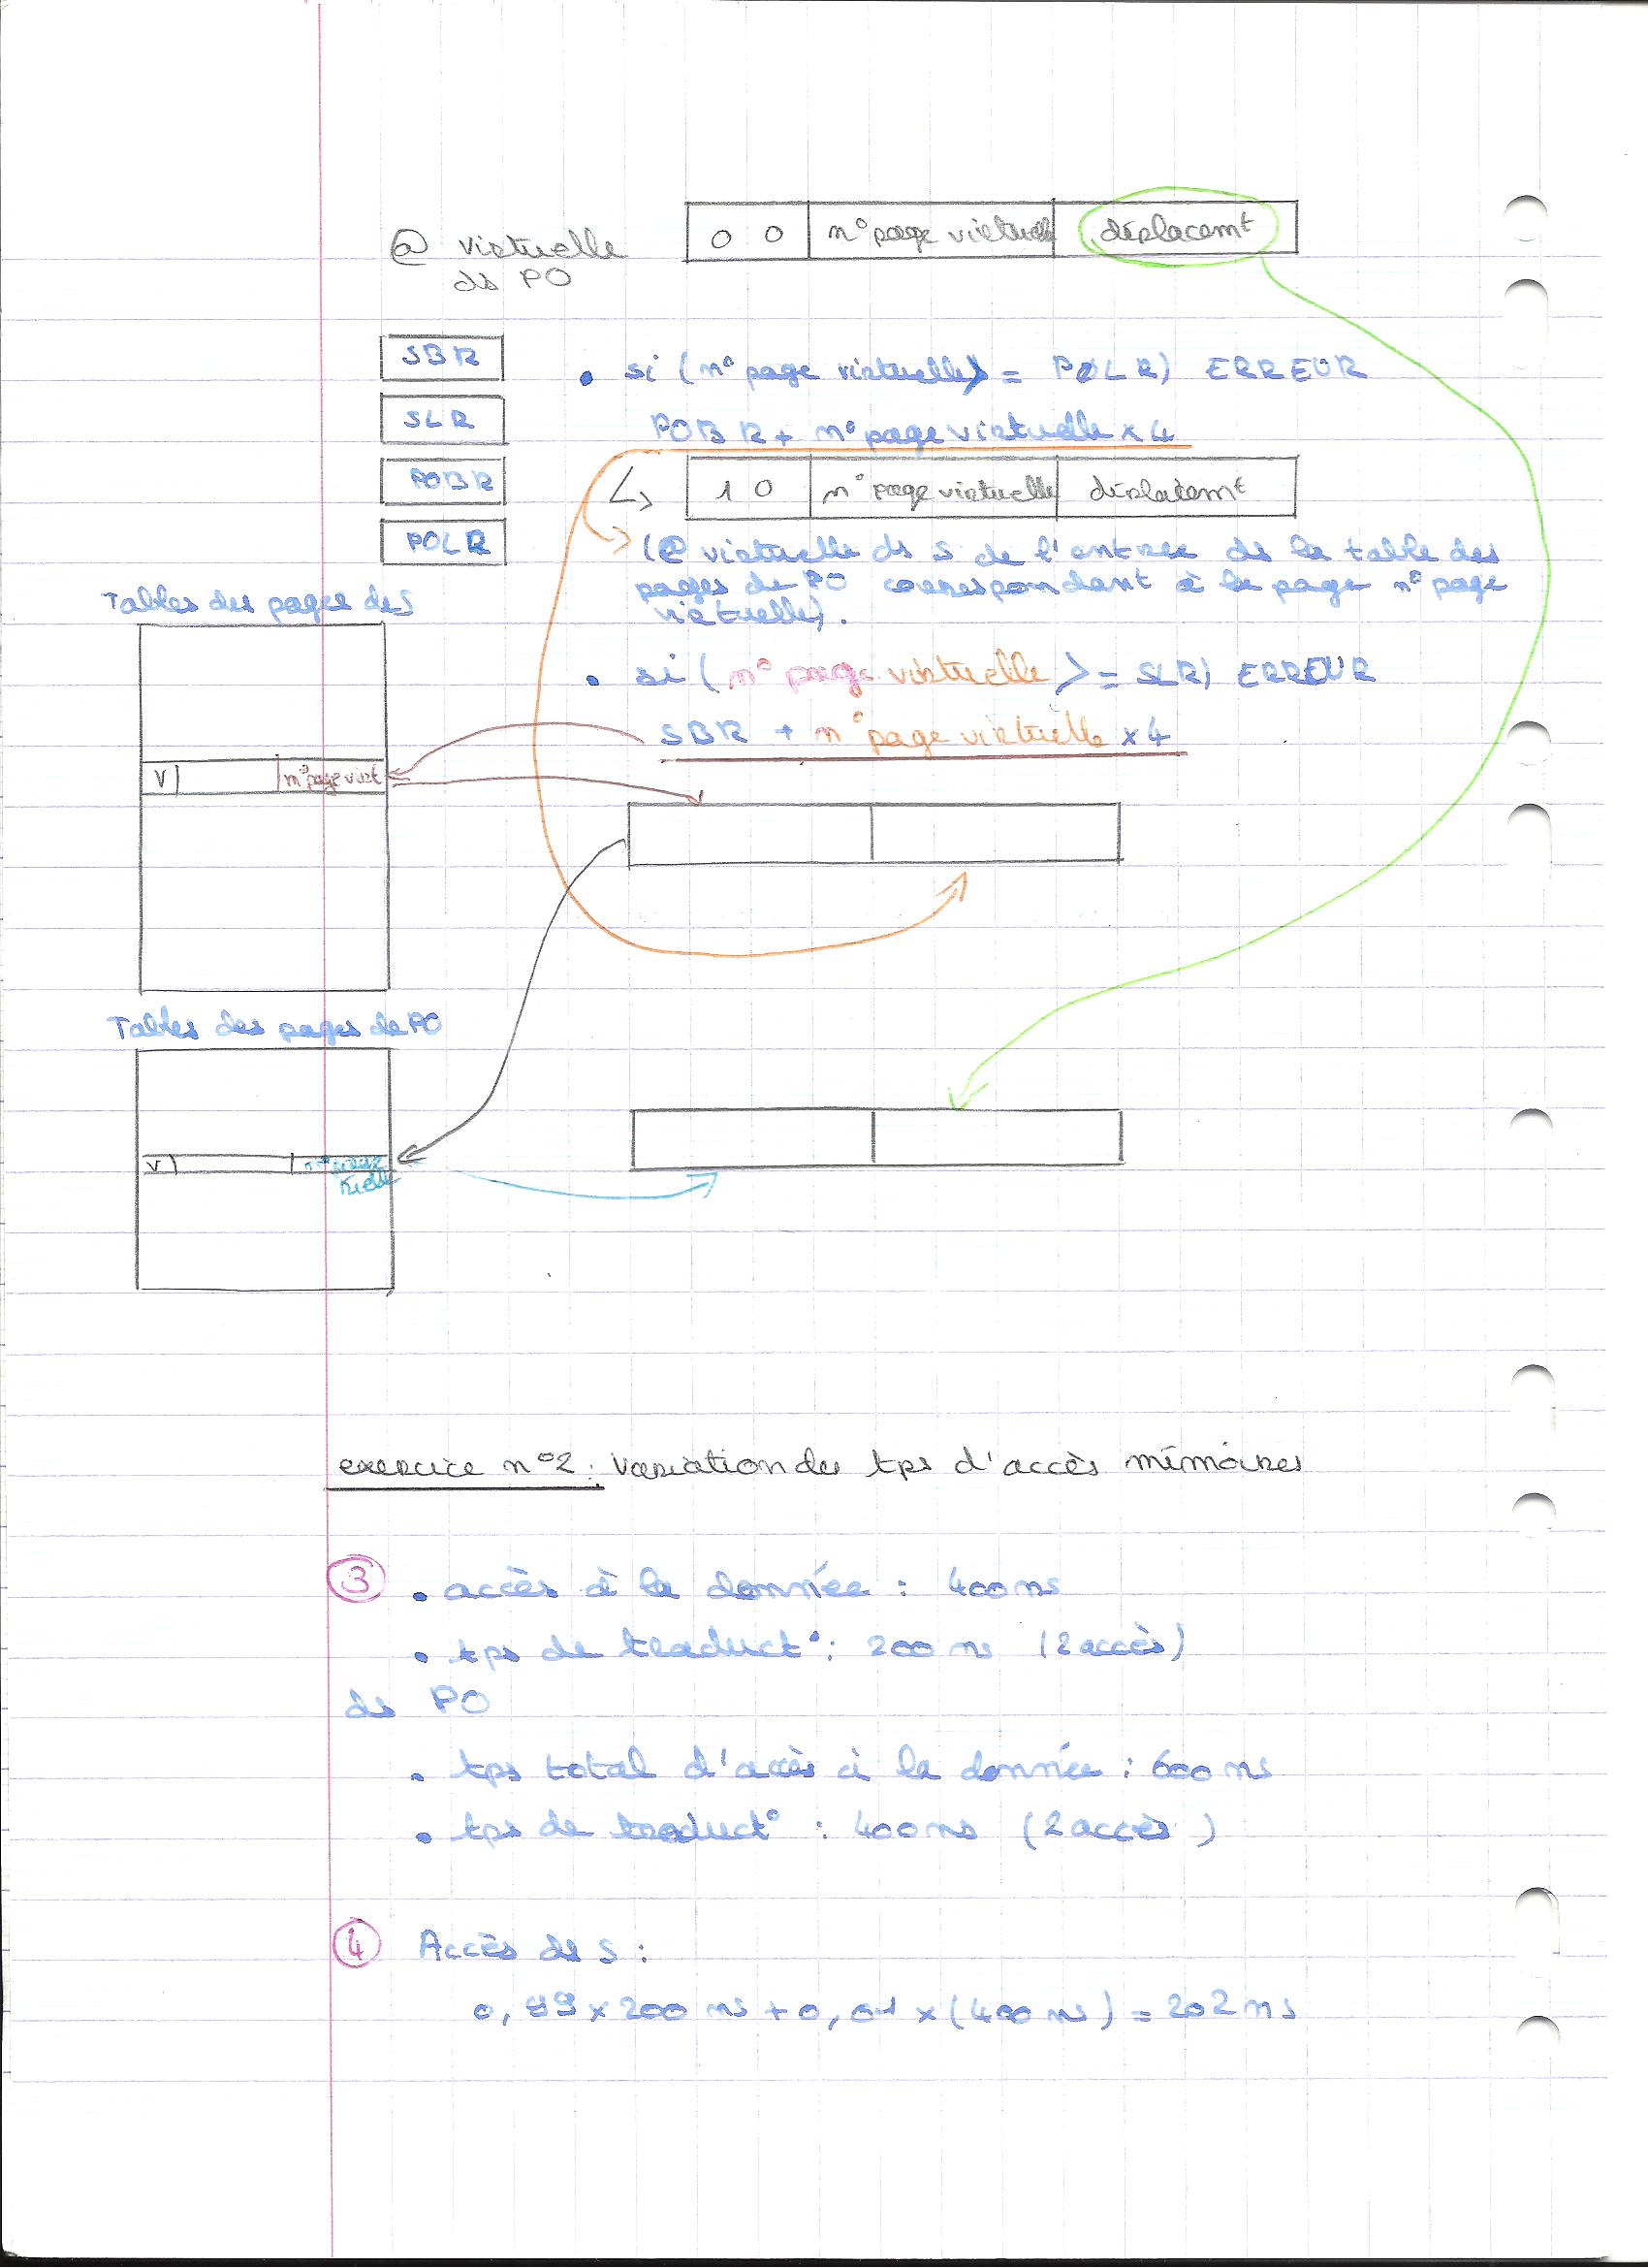 @ virtuelle
ds PO
0 0 n° page virtuelle déplacemt
SBR
SLR
POBR
POLR
• si (n° page virtuelle >= POLR) ERREUR
POBR + n° page virtuelle x 4
1 0 n° page virtuelle déplacemt
(@ virtuelle ds S de l'entrée ds la table des
pages de PO correspondant à la page n° page
virtuelle).
Tables des pages de S
• si (n° page virtuelle >= SLR) ERREUR
SBR + n° page virtuelle x 4
V n° page virt
Tables des pages de PO
V n° réelle
exercice n°2 : Variation des tps d'accès mémoires
③ • accès à la donnée : 400 ns
• tps de traduct° : 200 ns (2 accès)
ds PO
• tps total d'accès à la donnée : 600 ns
• tps de traduct° : 400 ns (2 accès)
④ Accès ds S :
0,99 x 200 ns + 0,01 x (400 ns) = 202 ns